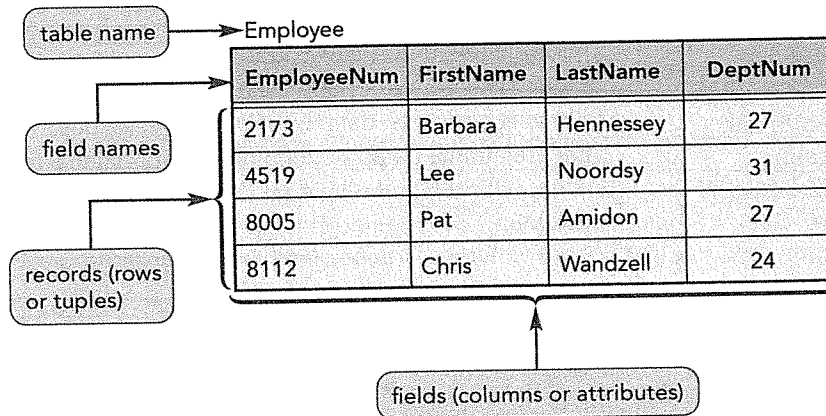 table name
Employee
EmployeeNum FirstName LastName DeptNum
field names
2173 Barbara Hennessey 27
4519 Lee Noordsy 31
8005 Pat Amidon 27
8112 Chris Wandzell 24
records (rows
or tuples)
fields (columns or attributes)